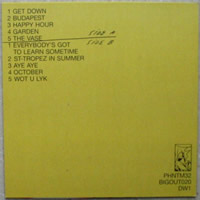 1 GET DOWN
2 BUDAPEST
3 HAPPY HOUR
4 GARDEN
SIDE A
5 THE VASE
SIDE B
1 EVERYBODY'S GOT
TO LEARN SOMETIME
2 ST-TROPEZ IN SUMMER
3 AYE AYE
4 OCTOBER
5 WOT U LYK
PHNTM32
BIGOUT020
DW1